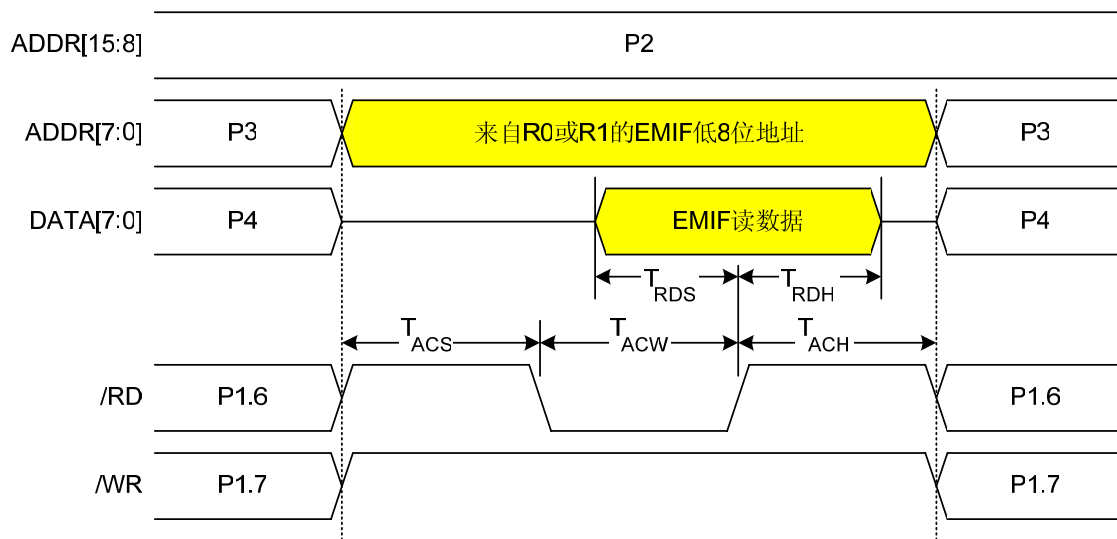 ADDR[15:8] P2
ADDR[7:0] P3 来自R0或R1的EMIF低8位地址 P3
DATA[7:0] P4 EMIF读数据 P4
TRDS TRDH
TACS TACW TACH
/RD P1.6 P1.6
/WR P1.7 P1.7